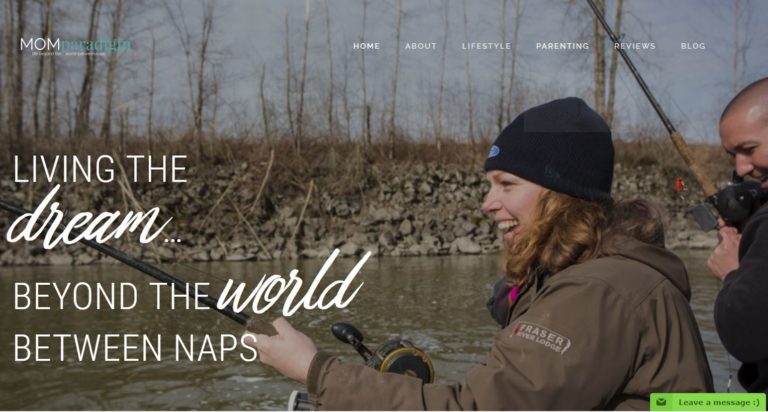 MOMparadigm
HOME ABOUT LIFESTYLE PARENTING REVIEWS BLOG
LIVING THE
dream...
BEYOND THE world
BETWEEN NAPS
FRASER
RIVER LODGE
Leave a message :)